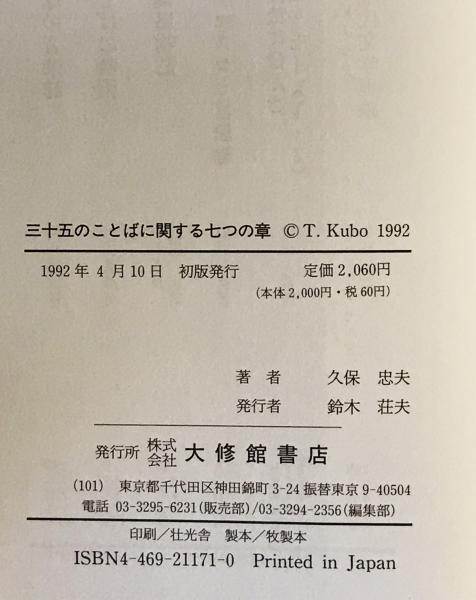 三十五のことばに関する七つの章 © T. Kubo 1992
1992年4月10日 初版発行 定価2,060円
(本体2,000円・税60円)
著者 久保 忠夫
発行者 鈴木 荘夫
発行所 株式会社 大修館書店
(101) 東京都千代田区神田錦町3-24 振替東京9-40504
電話 03-3295-6231(販売部)/03-3294-2356(編集部)
印刷/壮光舎 製本/牧製本
ISBN4-469-21171-0 Printed in Japan